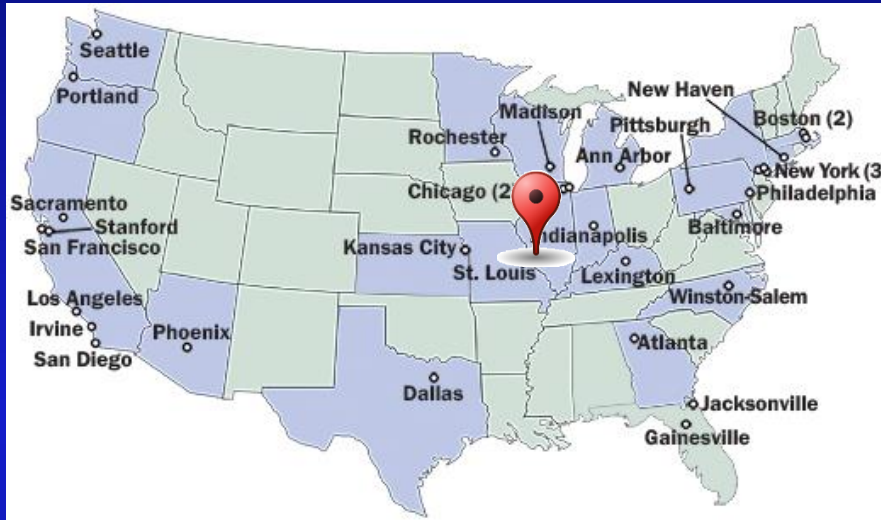 Seattle
Portland
New Haven
Madison
Pittsburgh
Boston (2)
Rochester
Ann Arbor
New York (3
Chicago (2
Philadelphia
Sacramento
Stanford
San Francisco
Baltimore
ndianapolis
Kansas City
St. Louis
Lexington
Winston-Salem
Los Angeles
Irvine
San Diego
Phoenix
Atlanta
Dallas
Jacksonville
Gainesville